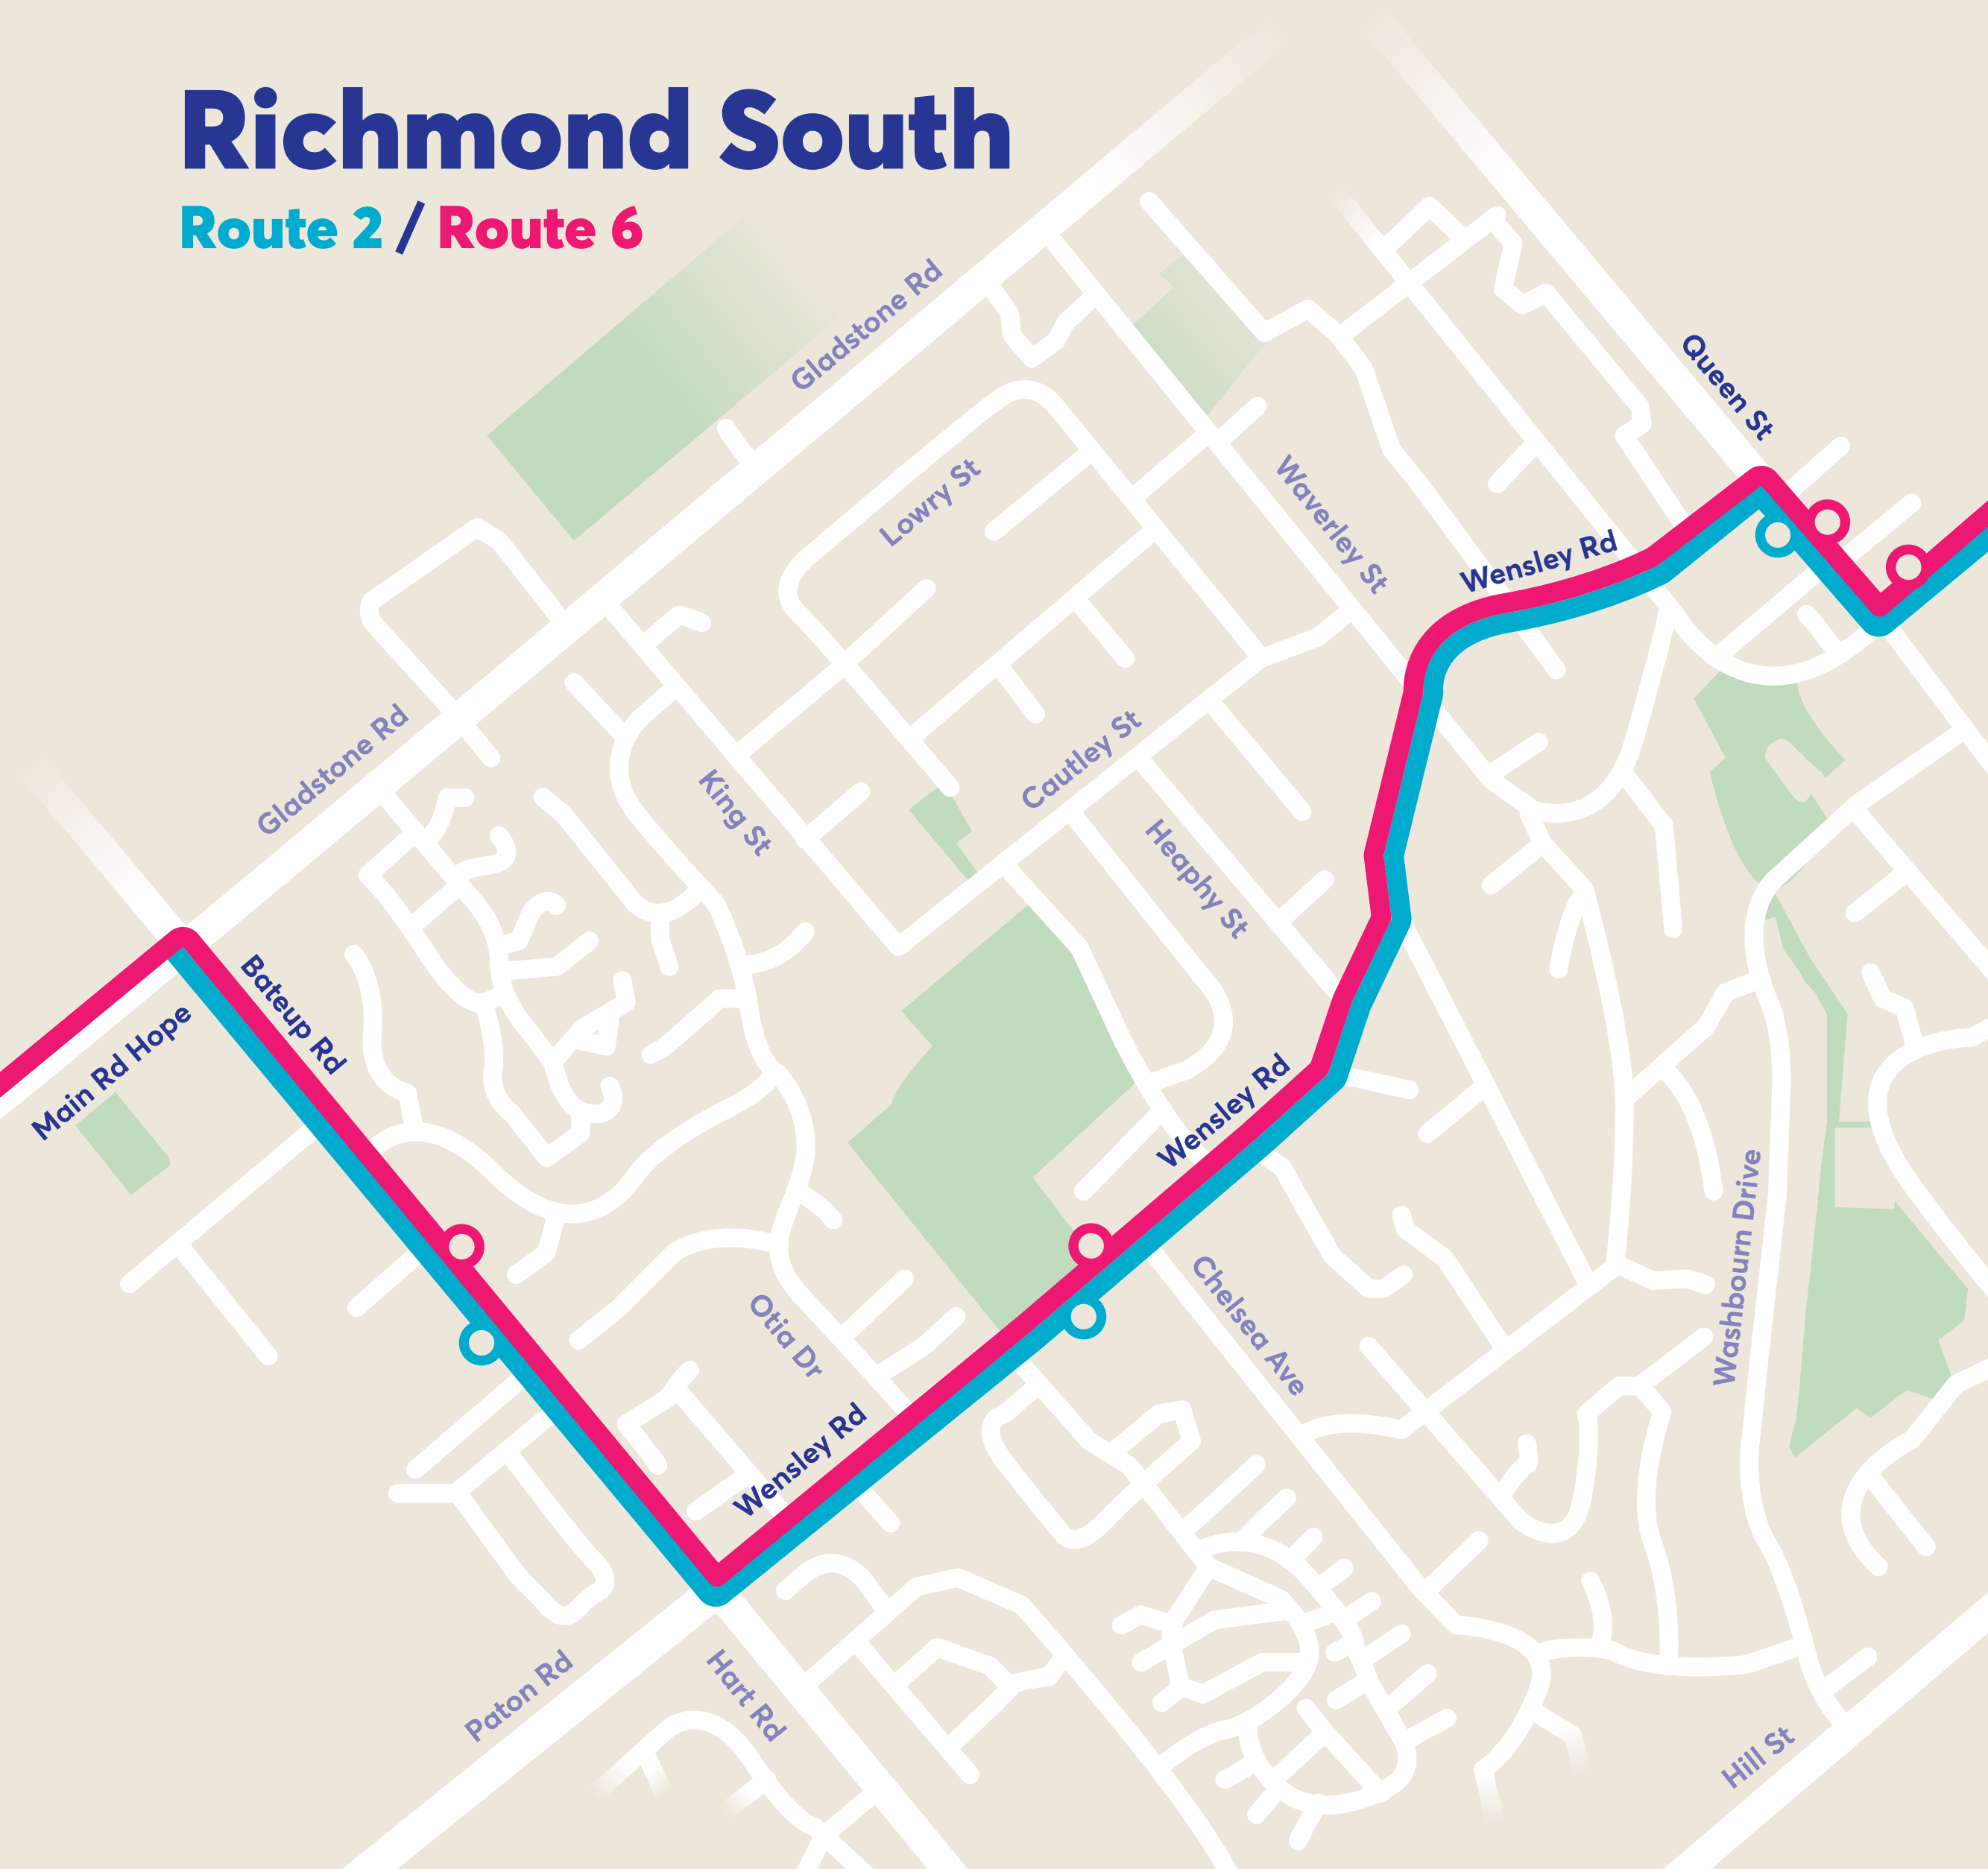 Richmond South
Route 2 / Route 6
Gladstone Rd
Queen St
Lowry St
Waverley St
Wensley Rd
Gladstone Rd
Cautley St
King St
Heaphy St
Bateup Rd
Main Rd Hope
Wensley Rd
Washbourn Drive
Chelsea Ave
Otia Dr
Wensley Rd
Paton Rd
Hart Rd
Hill St